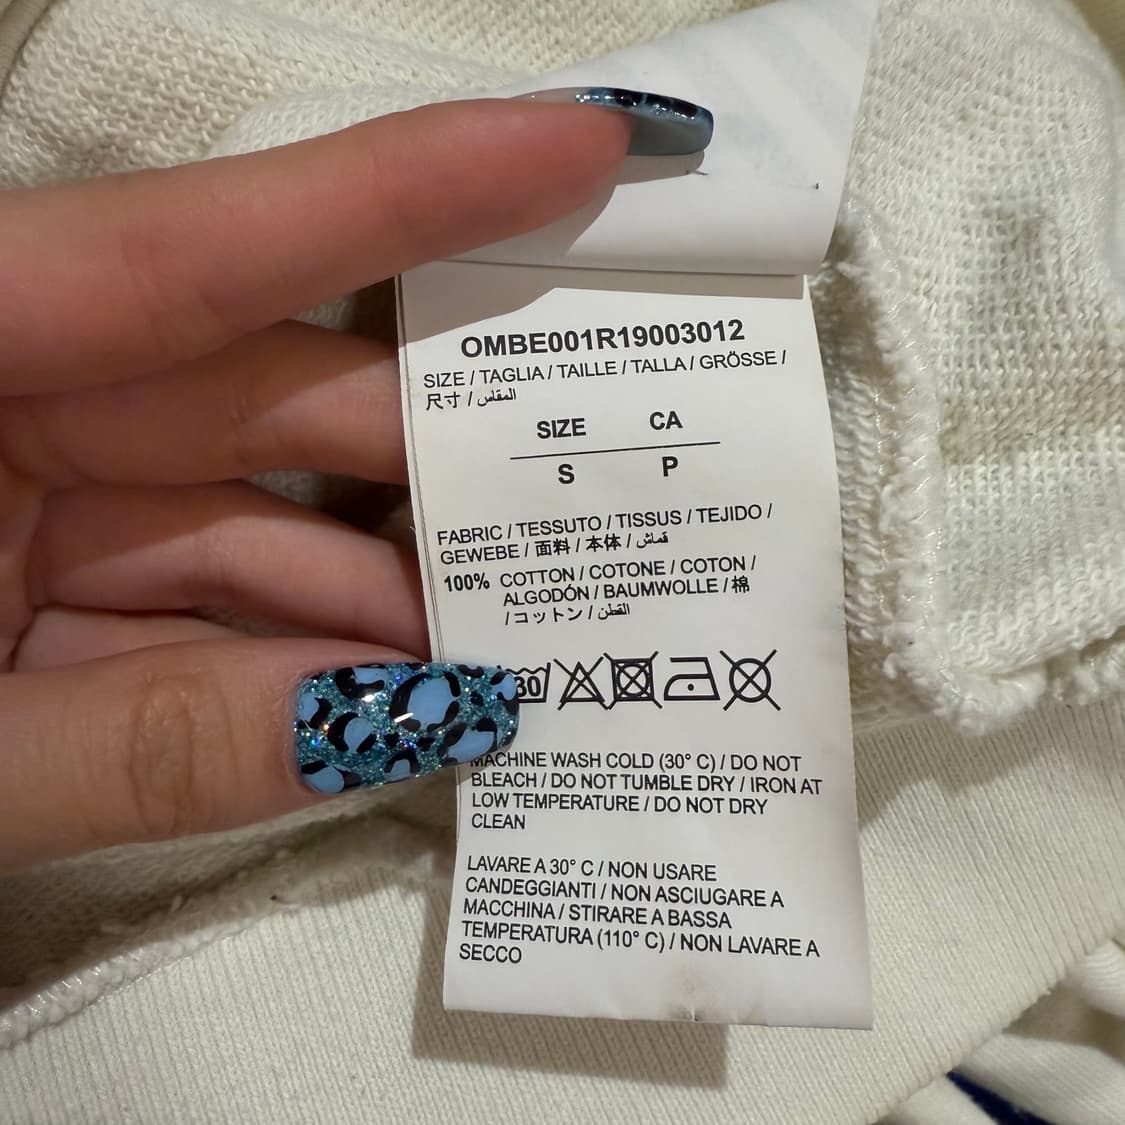 OMBE001R19003012
SIZE / TAGLIA / TAILLE / TALLA / GRÖSSE /
尺寸 / المقاس
SIZE CA
S P
FABRIC / TESSUTO / TISSUS / TEJIDO /
GEWEBE / 面料 / 本体 / قماش
100% COTTON / COTONE / COTON /
ALGODÓN / BAUMWOLLE / 棉
/ コットン / القطن
30
MACHINE WASH COLD (30° C) / DO NOT
BLEACH / DO NOT TUMBLE DRY / IRON AT
LOW TEMPERATURE / DO NOT DRY
CLEAN
LAVARE A 30° C / NON USARE
CANDEGGIANTI / NON ASCIUGARE A
MACCHINA / STIRARE A BASSA
TEMPERATURA (110° C) / NON LAVARE A
SECCO